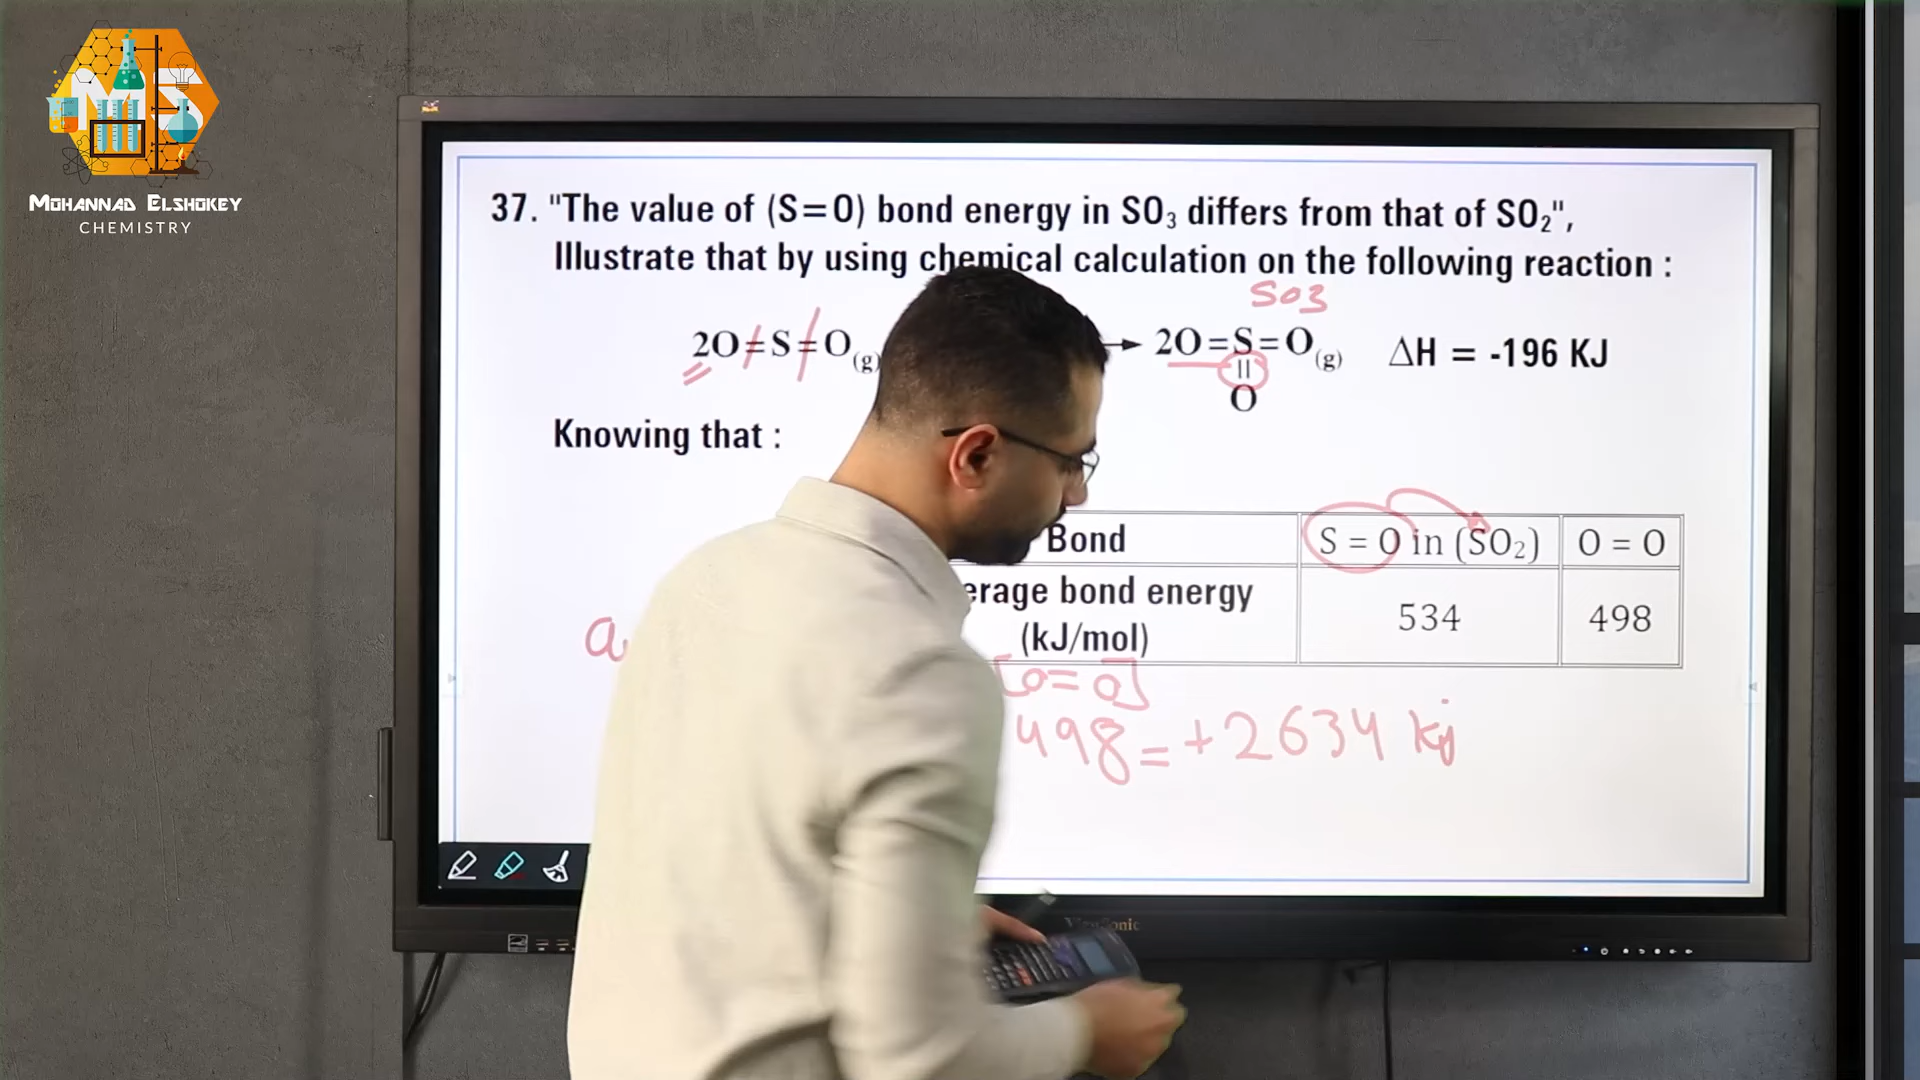 MS
MOHANNAD ELSHOKEY
CHEMISTRY
37. "The value of (S=O) bond energy in SO₃ differs from that of SO₂",
Illustrate that by using chemical calculation on the following reaction :
SO3
2O=S=O(g) → 2O=S=O(g) ΔH = -196 KJ
||
O
Knowing that :
Bond S = O in (SO₂) O = O
erage bond energy
(kJ/mol) 534 498
a
[O=O]
498 = +2634 kj
ViewSonic